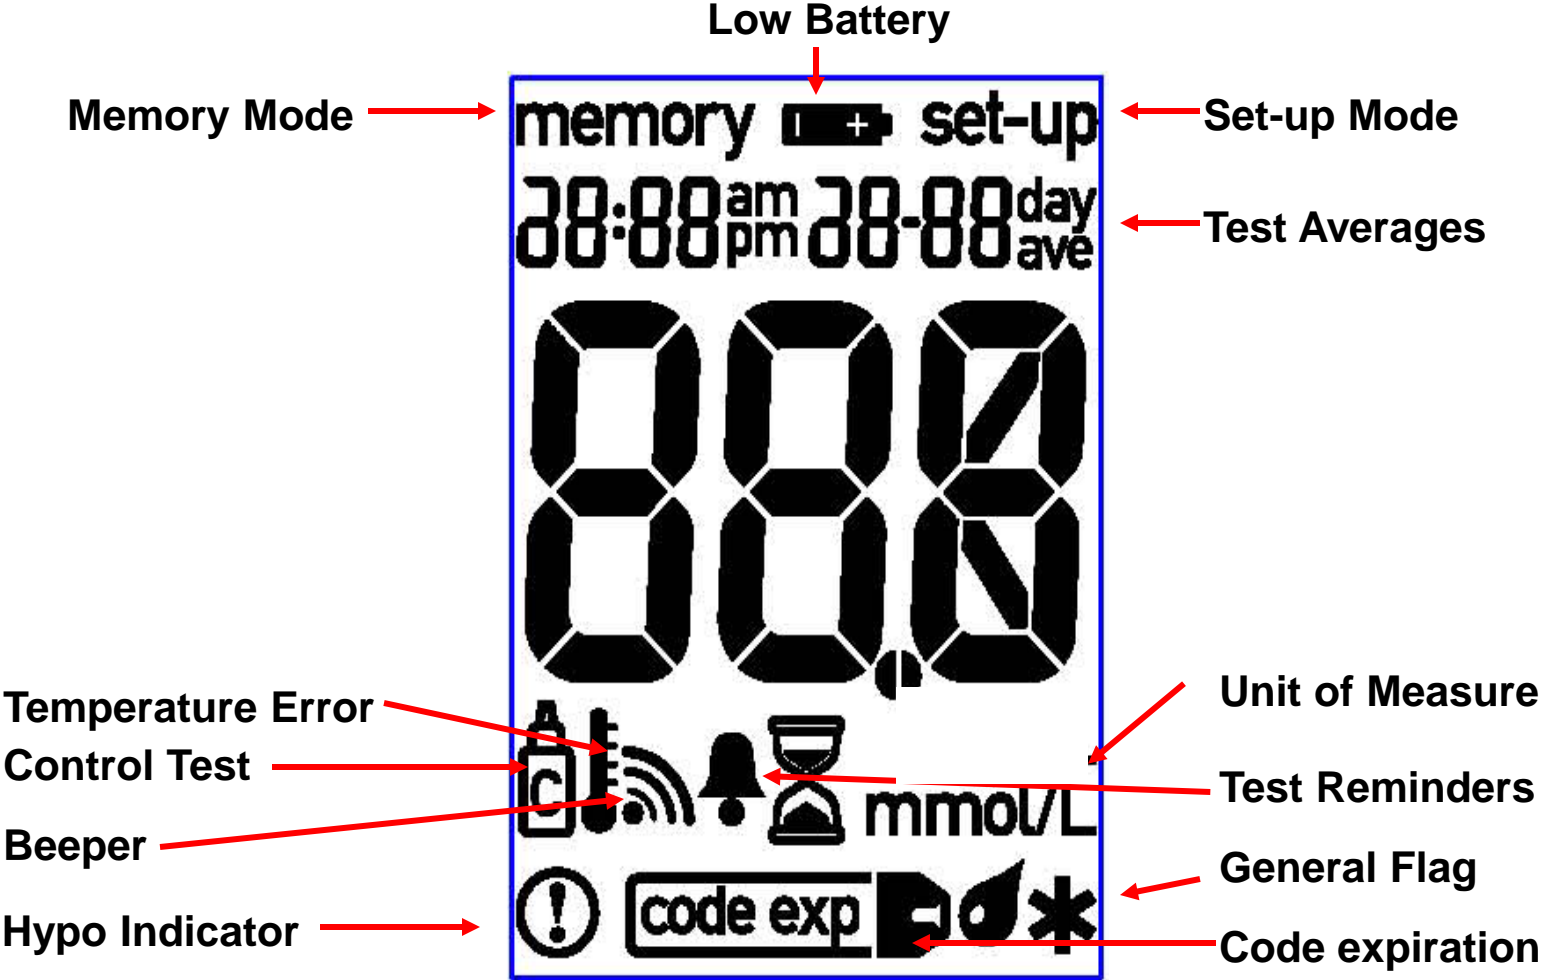 Low Battery
Memory Mode
memory
set-up
Set-up Mode
88:88 am pm 88-88 day ave
Test Averages
88.8
Temperature Error
Unit of Measure
Control Test
C
Test Reminders
mmol/L
Beeper
General Flag
!
code exp
Hypo Indicator
Code expiration